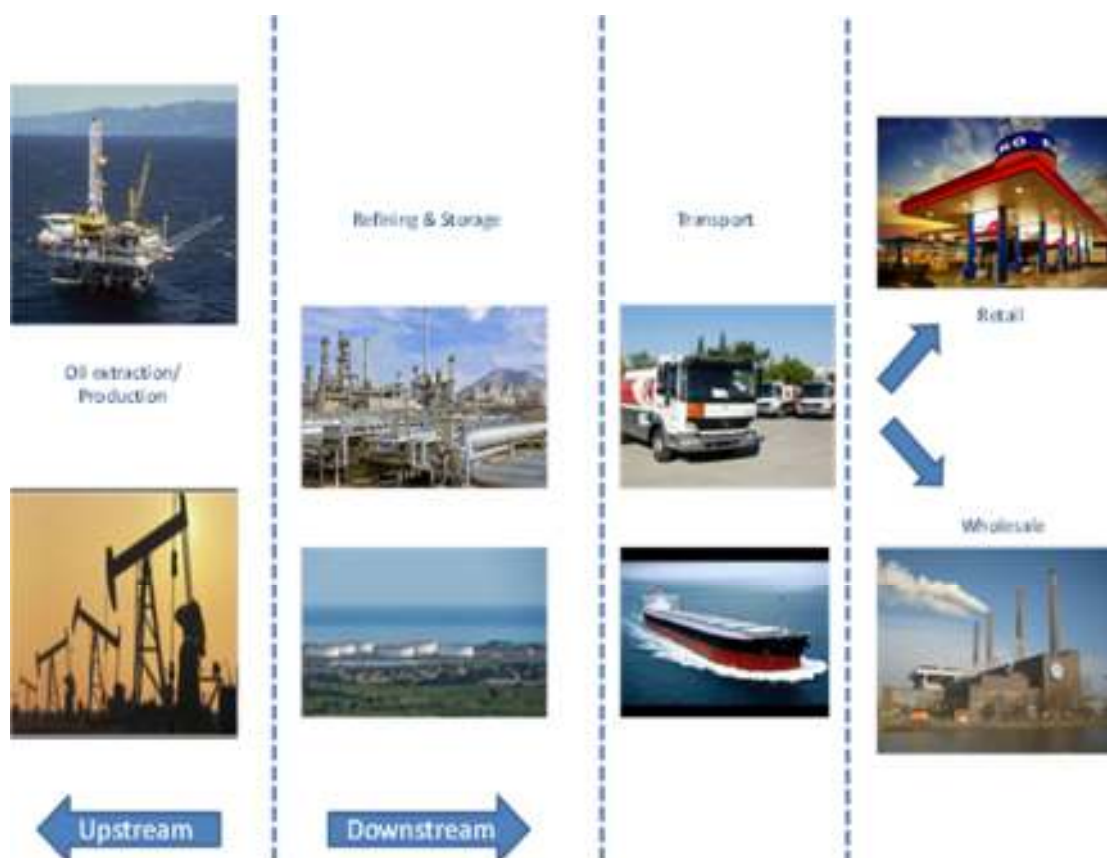 Refining & Storage
Transport
Retail
Oil extraction/
Production
Wholesale
Upstream
Downstream